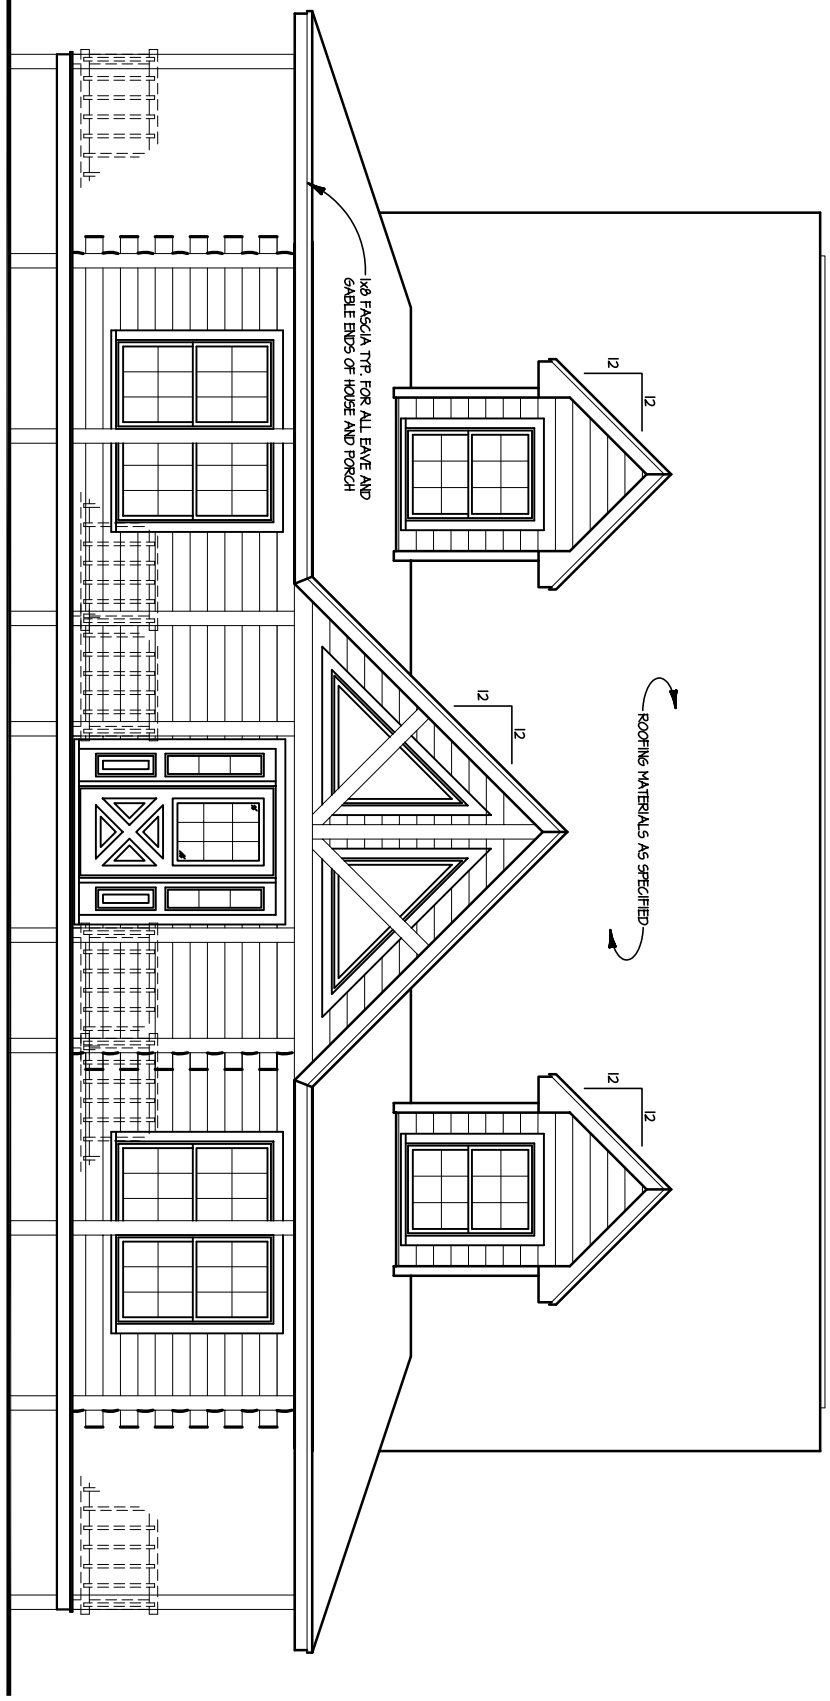 12
12
12
12
12
12
ROOFING MATERIALS AS SPECIFIED
1x8 FASCIA TYP. FOR ALL EAVE AND
GABLE ENDS OF HOUSE AND PORCH